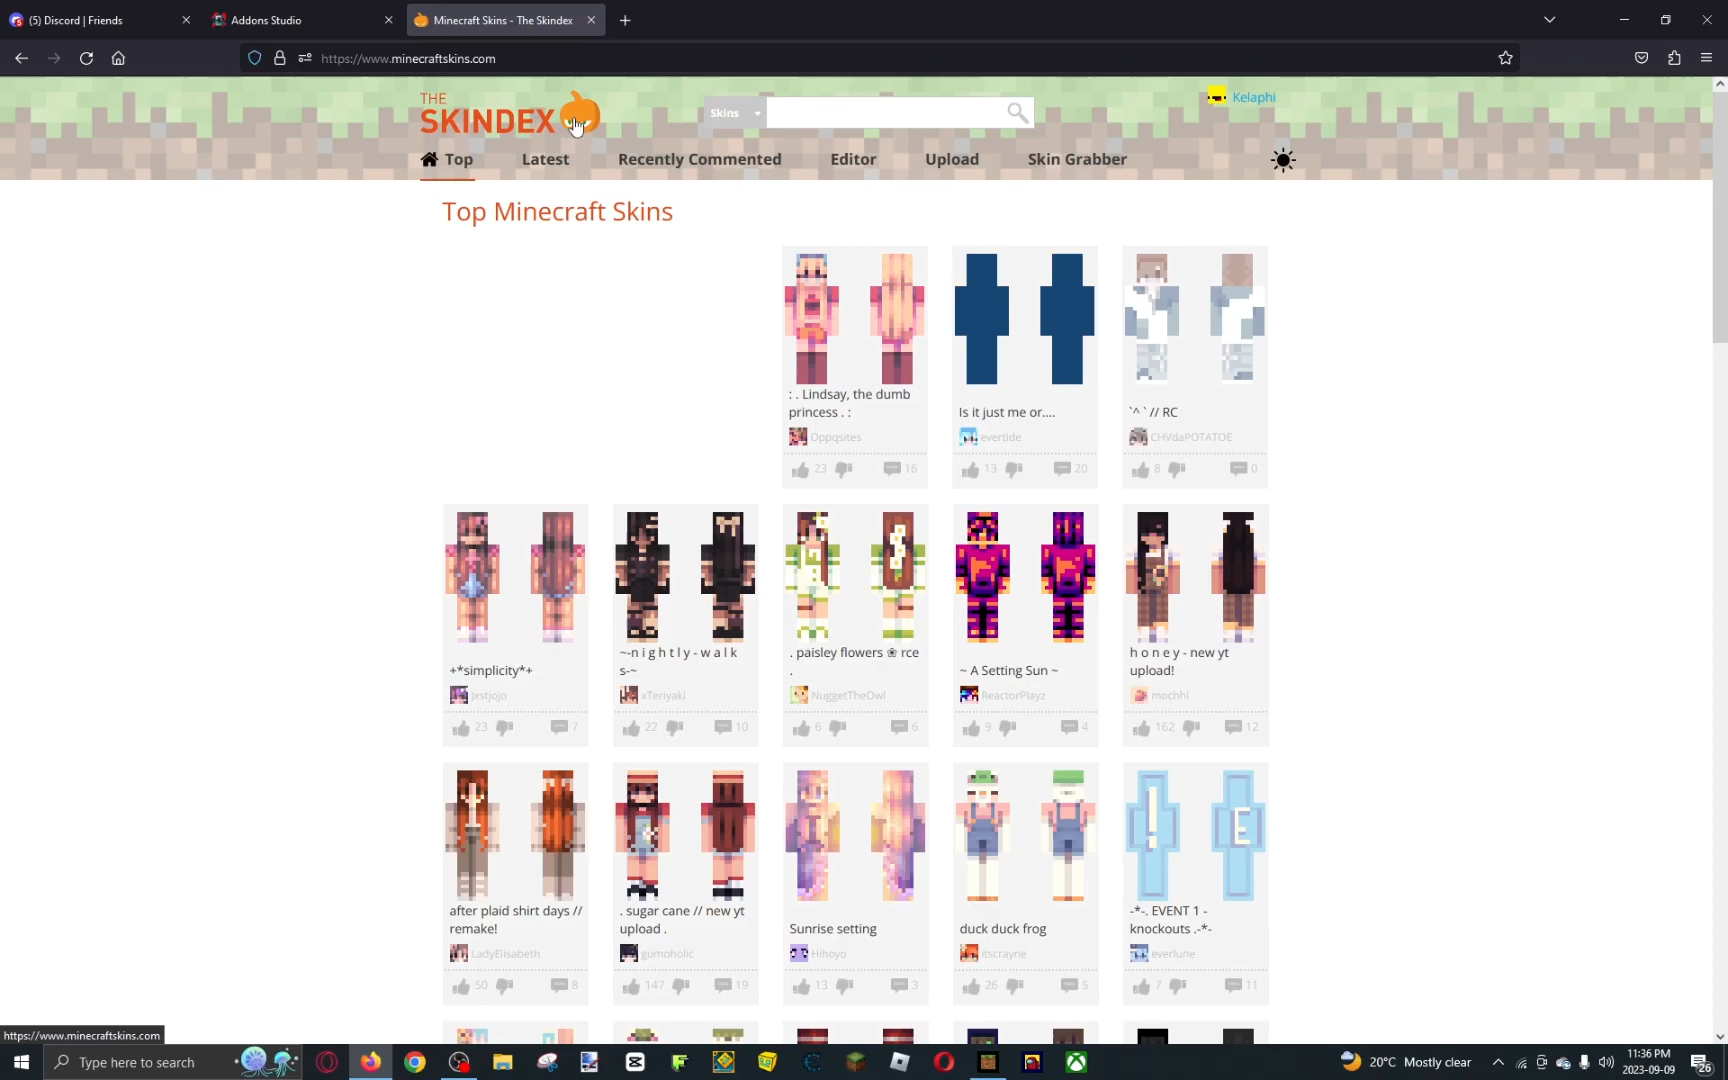 (5) Discord | Friends
Addons Studio
Minecraft Skins - The Skindex
https://www.minecraftskins.com
THE
SKINDEX
Skins
Kelaphi
Top
Latest
Recently Commented
Editor
Upload
Skin Grabber
Top Minecraft Skins
: . Lindsay, the dumb
princess . :
Oppqsites
23
16
Is it just me or....
evertide
13
20
`^ ` // RC
CHVdaPOTATOE
8
0
+*simplicity*+
Jxstjojo
23
7
~-n i g h t l y - w a l k
s-~
xTeriyaki
22
10
. paisley flowers ❀ rce
.
NuggetTheOwl
6
6
~ A Setting Sun ~
ReactorPlayz
9
4
h o n e y - new yt
upload!
mochhi
162
12
after plaid shirt days //
remake!
LadyElisabeth
50
8
. sugar cane // new yt
upload .
gumoholic
147
19
Sunrise setting
Hihoyo
13
3
duck duck frog
itscrayne
26
5
! E
-*-. EVENT 1 -
knockouts .-*-
everlune
7
11
https://www.minecraftskins.com
Type here to search
20°C Mostly clear
11:36 PM
2023-09-09
26